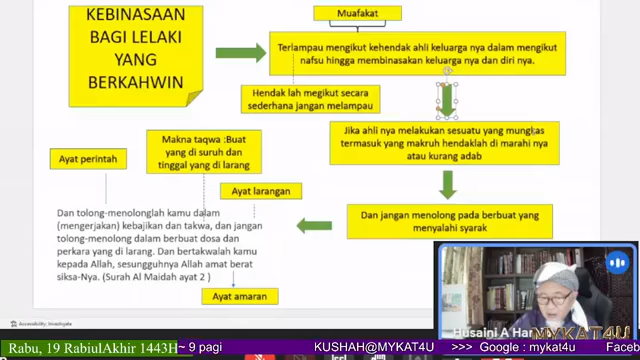 KEBINASAAN
BAGI LELAKI
YANG
BERKAHWIN
Muafakat
Terlampau mengikut kehendak ahli keluarga nya dalam mengikut
nafsu hingga membinasakan keluarga nya dan diri nya.
Hendak lah megikut secara
sederhana jangan melampau
Jika ahli nya melakukan sesuatu yang mungkas
termasuk yang makruh hendaklah di marahi nya
atau kurang adab
Dan jangan menolong pada berbuat yang
menyalahi syarak
Makna taqwa :Buat
yang di suruh dan
tinggal yang di larang
Ayat perintah
Ayat larangan
Dan tolong-menolonglah kamu dalam
(mengerjakan) kebajikan dan takwa, dan jangan
tolong-menolong dalam berbuat dosa dan
perkara yang di larang. Dan bertakwalah kamu
kepada Allah, sesungguhnya Allah amat berat
siksa-Nya. (Surah Al Maidah ayat 2 )
Ayat amaran
Accessibility: Investigate
Husaini A Har
MYKAT4U
Rabu, 19 RabiulAkhir 1443H
~ 9 pagi
KUSHAH@MYKAT4U
>>> Google : mykat4u
Faceb